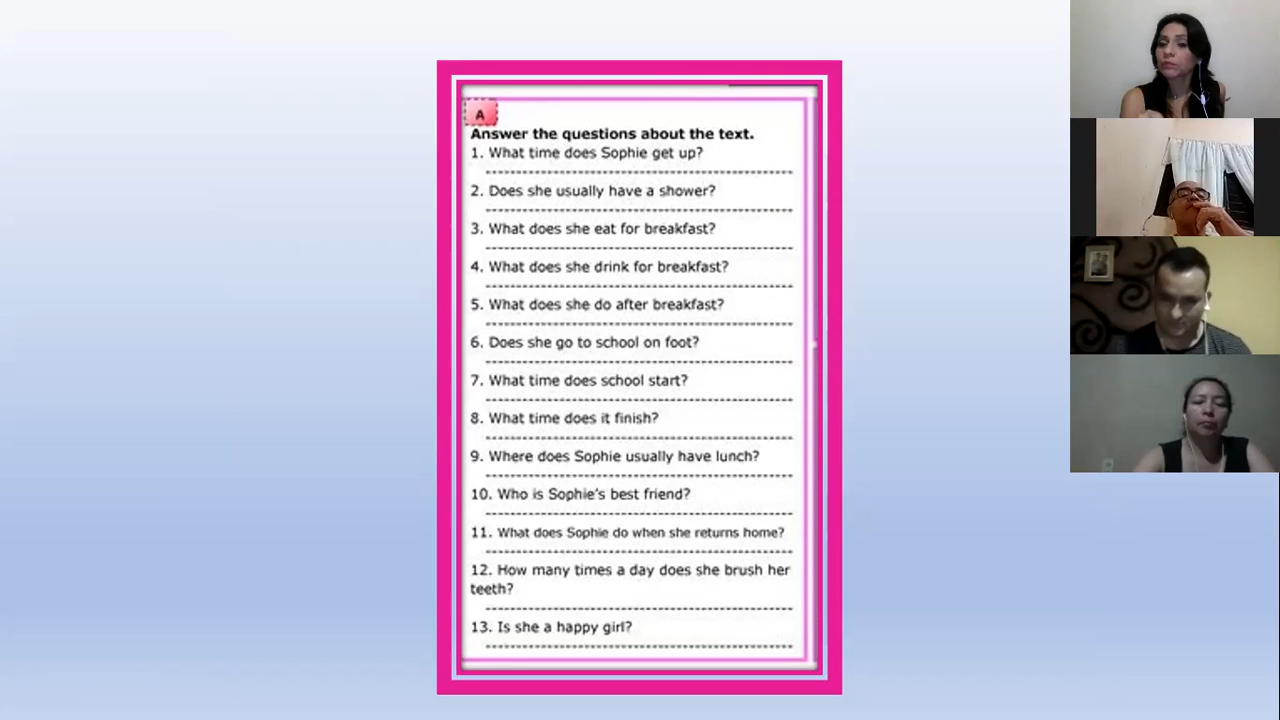 A
Answer the questions about the text.
1. What time does Sophie get up?
2. Does she usually have a shower?
3. What does she eat for breakfast?
4. What does she drink for breakfast?
5. What does she do after breakfast?
6. Does she go to school on foot?
7. What time does school start?
8. What time does it finish?
9. Where does Sophie usually have lunch?
10. Who is Sophie's best friend?
11. What does Sophie do when she returns home?
12. How many times a day does she brush her
teeth?
13. Is she a happy girl?